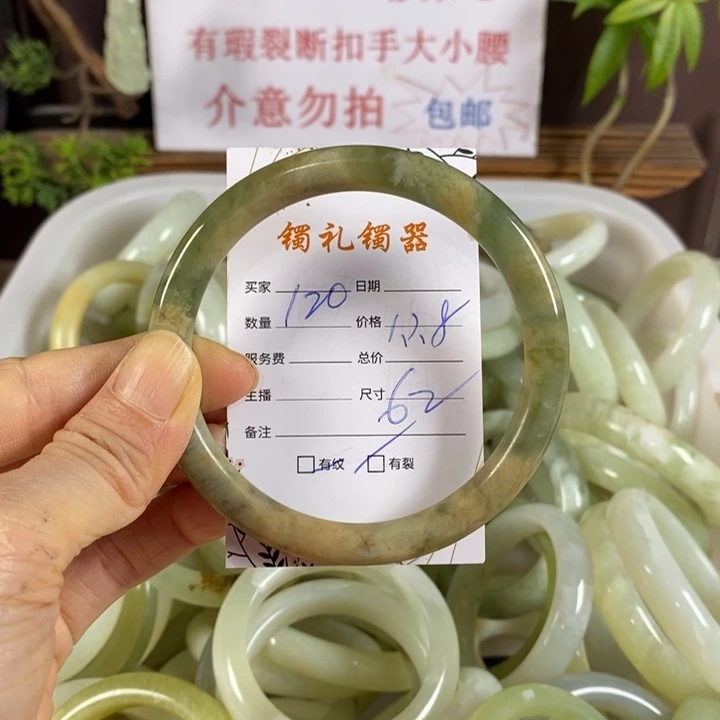 有瑕裂断扣手大小腰
介意勿拍 包邮
镯礼镯器
买家 120 日期
数量 价格 13.8
服务费 总价
主播 尺寸 62
备注
有纹 有裂